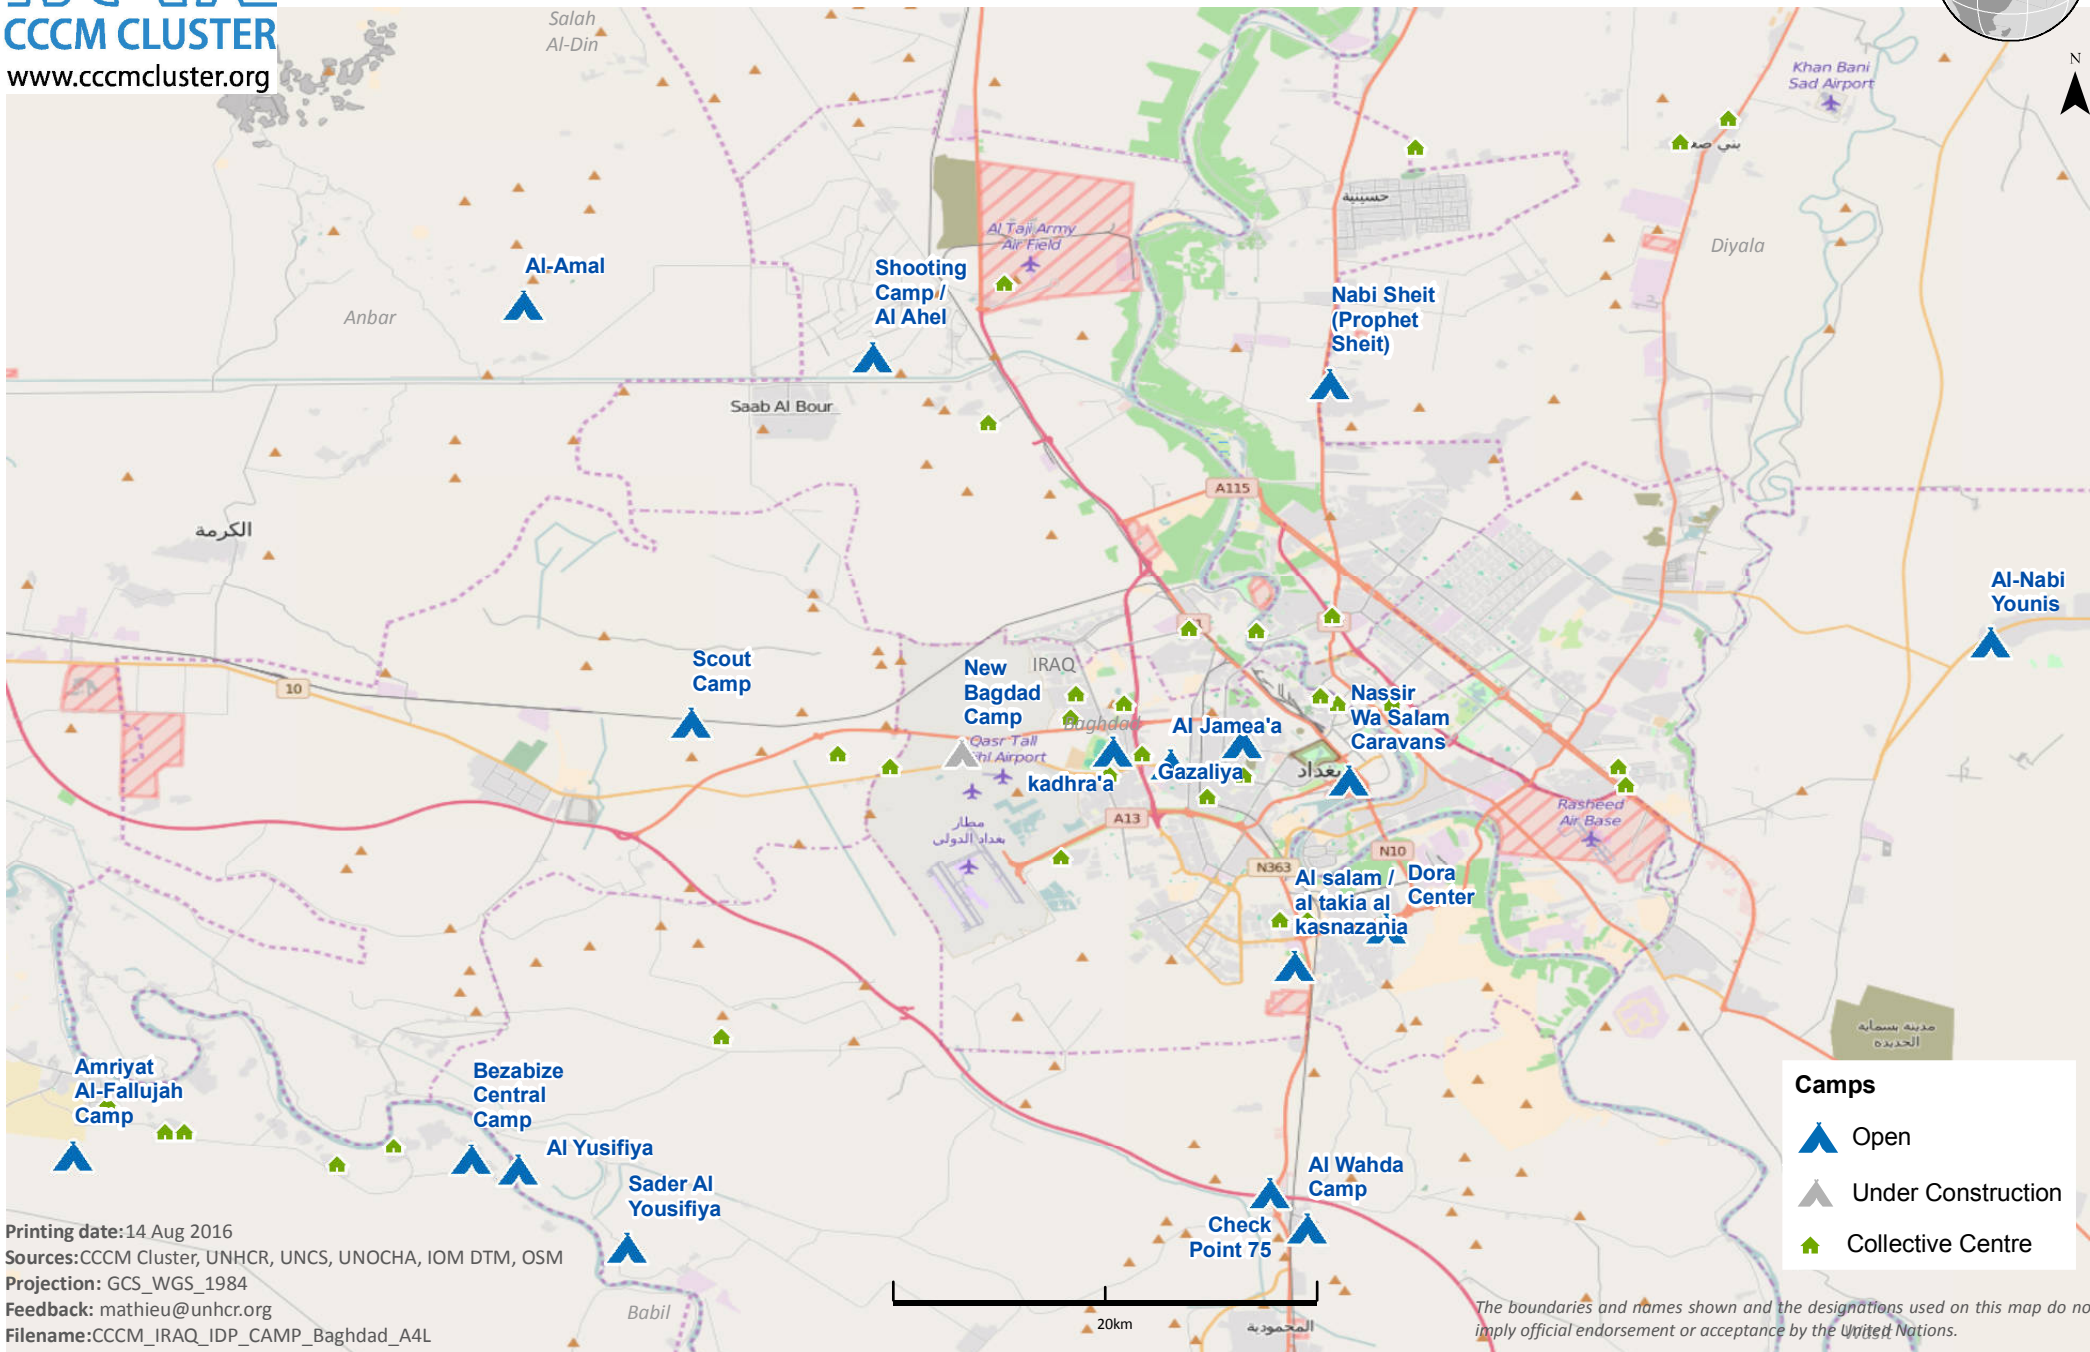 CCCM CLUSTER
www.cccmcluster.org
Salah
Al-Din
Khan Bani
Sad Airport
N
حسينية
Al Taji Army
Air Field
Diyala
Al-Amal
Shooting
Camp /
Al Ahel
Anbar
Nabi Sheit
(Prophet
Sheit)
Saab Al Bour
A115
الكرمة
Al-Nabi
Younis
Scout
Camp
New
Bagdad
Camp
IRAQ
10
Baghdad
Al Jamea'a
Nassir
Wa Salam
Caravans
Qasr Tall
Airport
kadhra'a
Gazaliya
بغداد
مطار
بغداد الدولي
A13
Rasheed
Air Base
N10
N363
Al salam /
al takia al
kasnazania
Dora
Center
مدينة بسماية
الجديدة
Amriyat
Al-Fallujah
Camp
Bezabize
Central
Camp
Al Yusifiya
Sader Al
Yousifiya
Al Wahda
Camp
Check
Point 75
Babil
20km
المحمودية
Camps
Open
Under Construction
Collective Centre
Printing date:14 Aug 2016
Sources:CCCM Cluster, UNHCR, UNCS, UNOCHA, IOM DTM, OSM
Projection: GCS_WGS_1984
Feedback: mathieu@unhcr.org
Filename:CCCM_IRAQ_IDP_CAMP_Baghdad_A4L
The boundaries and names shown and the designations used on this map do no
imply official endorsement or acceptance by the United Nations.
Wasit